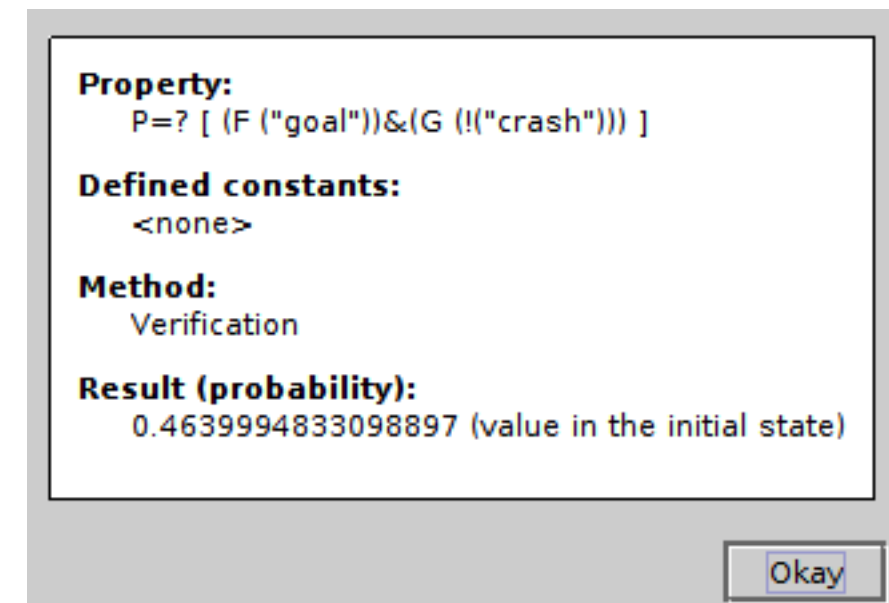 Property:
P=? [ (F ("goal"))&(G (!("crash"))) ]
Defined constants:
<none>
Method:
Verification
Result (probability):
0.4639994833098897 (value in the initial state)
Okay